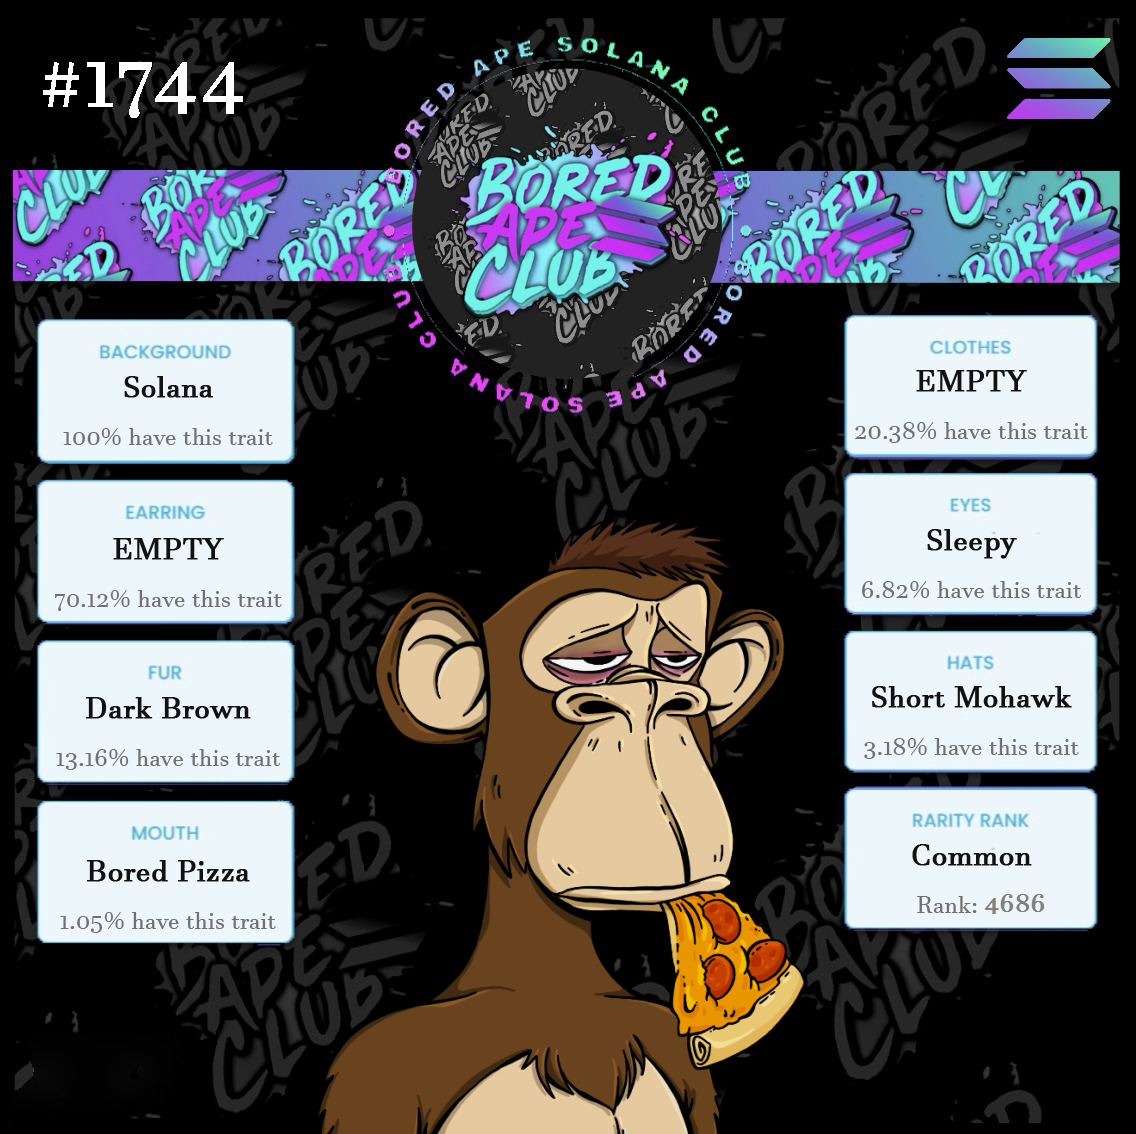 #1744
BORED APE SOLANA CLUB
BORED APE SOLANA CLUB
BORED
APE
CLUB
BACKGROUND
Solana
100% have this trait
EARRING
EMPTY
70.12% have this trait
FUR
Dark Brown
13.16% have this trait
MOUTH
Bored Pizza
1.05% have this trait
CLOTHES
EMPTY
20.38% have this trait
EYES
Sleepy
6.82% have this trait
HATS
Short Mohawk
3.18% have this trait
RARITY RANK
Common
Rank: 4686